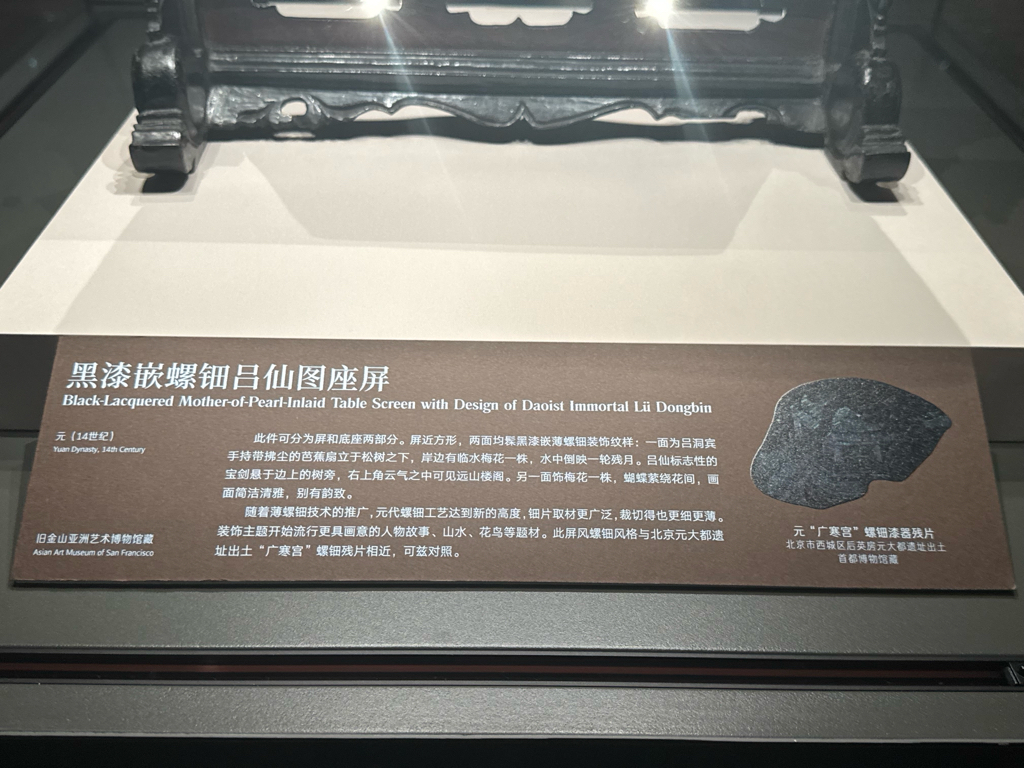 黑漆嵌螺钿吕仙图座屏
Black-Lacquered Mother-of-Pearl-Inlaid Table Screen with Design of Daoist Immortal Lü Dongbin
元（14世纪）
Yuan Dynasty, 14th Century
此件可分为屏和底座两部分。屏近方形，两面均髹黑漆嵌薄螺钿装饰纹样：一面为吕洞宾
手持带拂尘的芭蕉扇立于松树之下，岸边有临水梅花一株，水中倒映一轮残月。吕仙标志性的
宝剑悬于边上的树旁，右上角云气之中可见远山楼阁。另一面饰梅花一株，蝴蝶萦绕花间，画
面简洁清雅，别有韵致。
随着薄螺钿技术的推广，元代螺钿工艺达到新的高度，钿片取材更广泛，裁切得也更细更薄。
装饰主题开始流行更具画意的人物故事、山水、花鸟等题材。此屏风螺钿风格与北京元大都遗
址出土“广寒宫”螺钿残片相近，可兹对照。
旧金山亚洲艺术博物馆藏
Asian Art Museum of San Francisco
元“广寒宫”螺钿漆器残片
北京市西城区后英房元大都遗址出土
首都博物馆藏